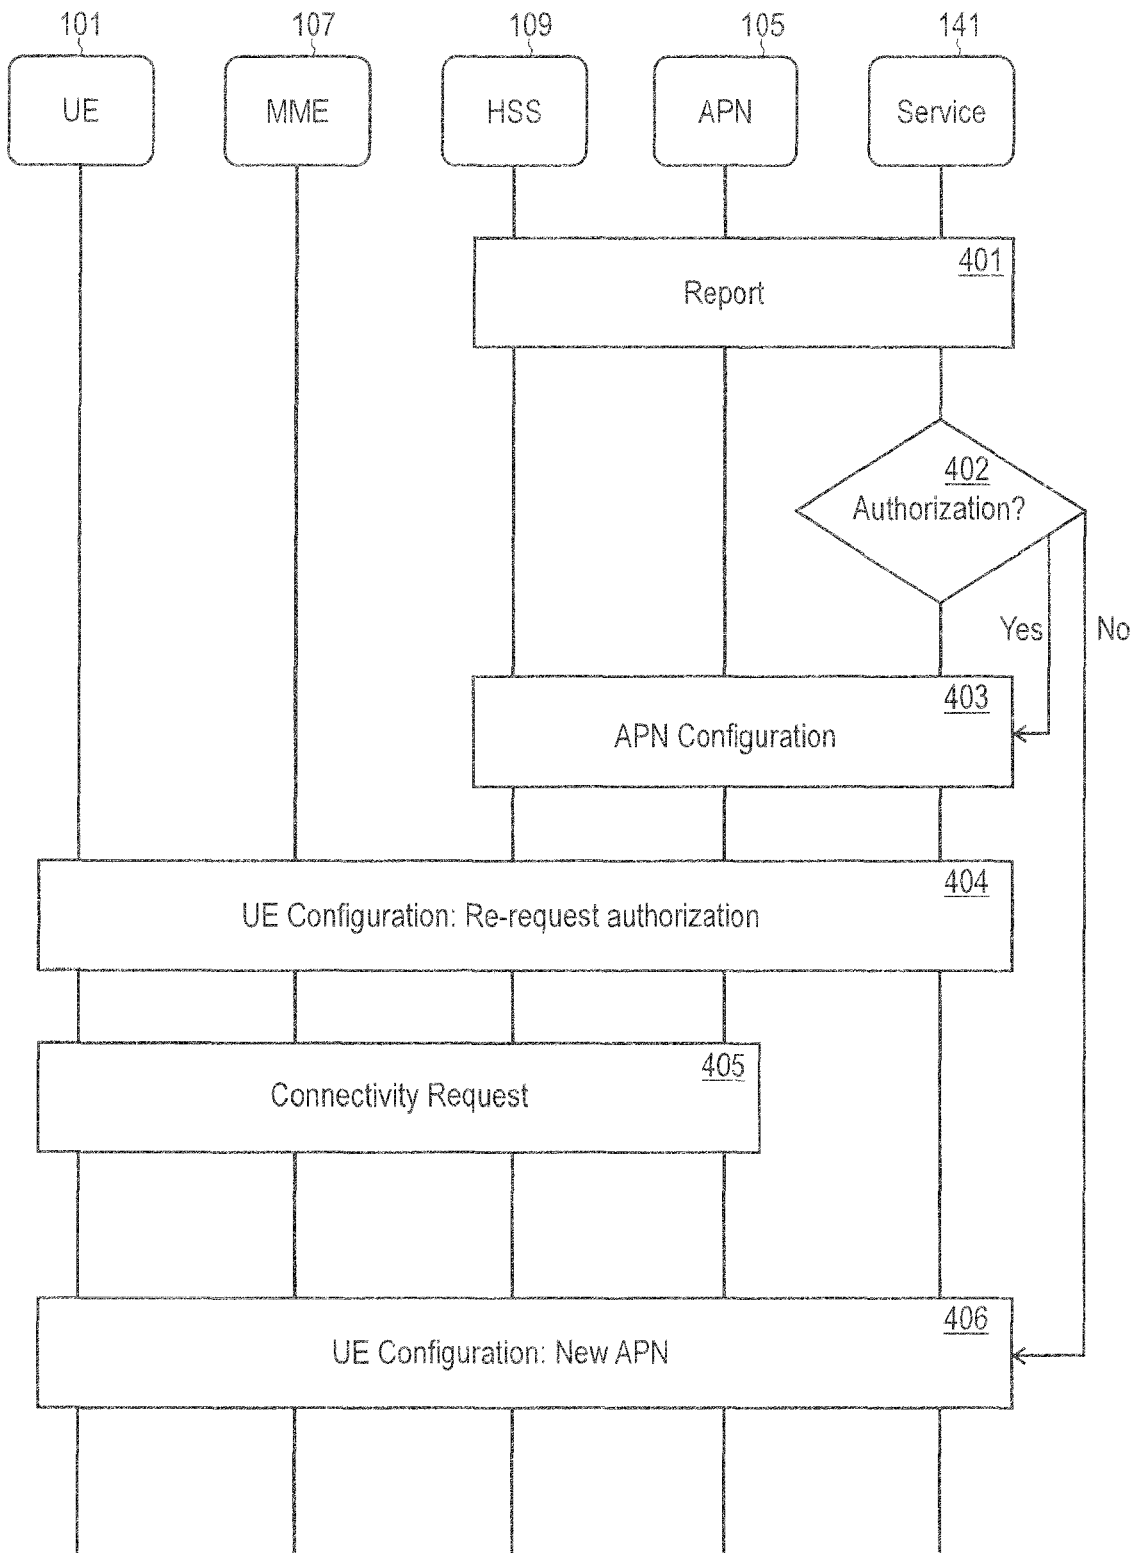 101 107 109 105 141
UE MME HSS APN Service
401
Report
402
Authorization?
Yes No
403
APN Configuration
404
UE Configuration: Re-request authorization
405
Connectivity Request
406
UE Configuration: New APN